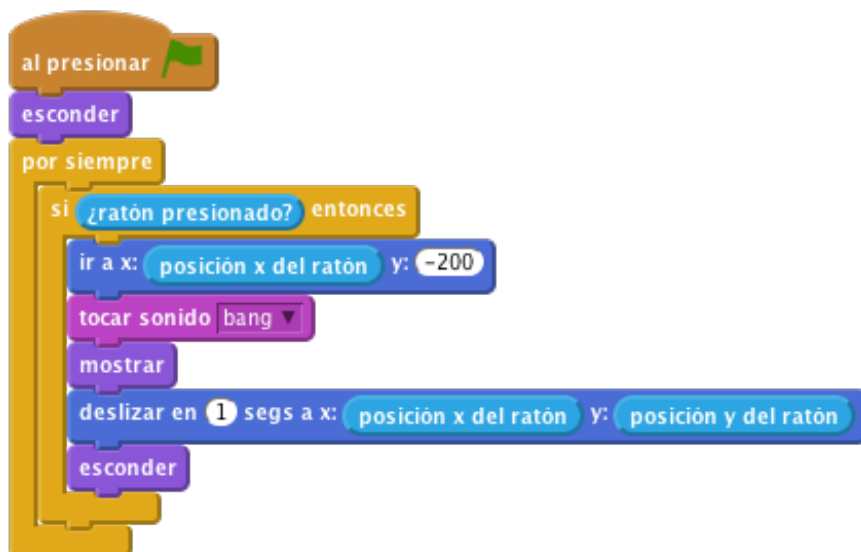 al presionar
esconder
por siempre
si ¿ratón presionado? entonces
ir a x: posición x del ratón y: -200
tocar sonido bang
mostrar
deslizar en 1 segs a x: posición x del ratón y: posición y del ratón
esconder